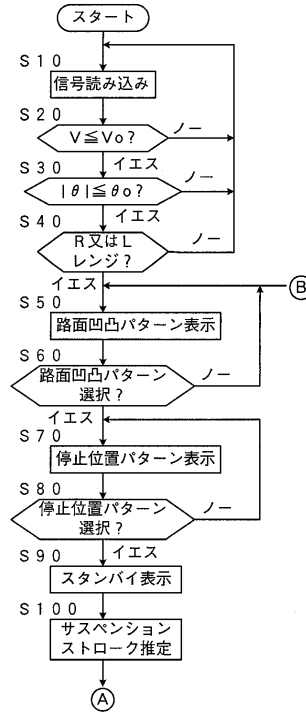 スタート
S10
信号読み込み
S20
V≦Vo?
ノー
イエス
S30
|θ|≦θo?
ノー
イエス
S40
R又はL
レンジ?
ノー
イエス
B
S50
路面凹凸パターン表示
S60
路面凹凸パターン
選択?
ノー
イエス
S70
停止位置パターン表示
S80
停止位置パターン
選択?
ノー
イエス
S90
スタンバイ表示
S100
サスペンション
ストローク推定
A